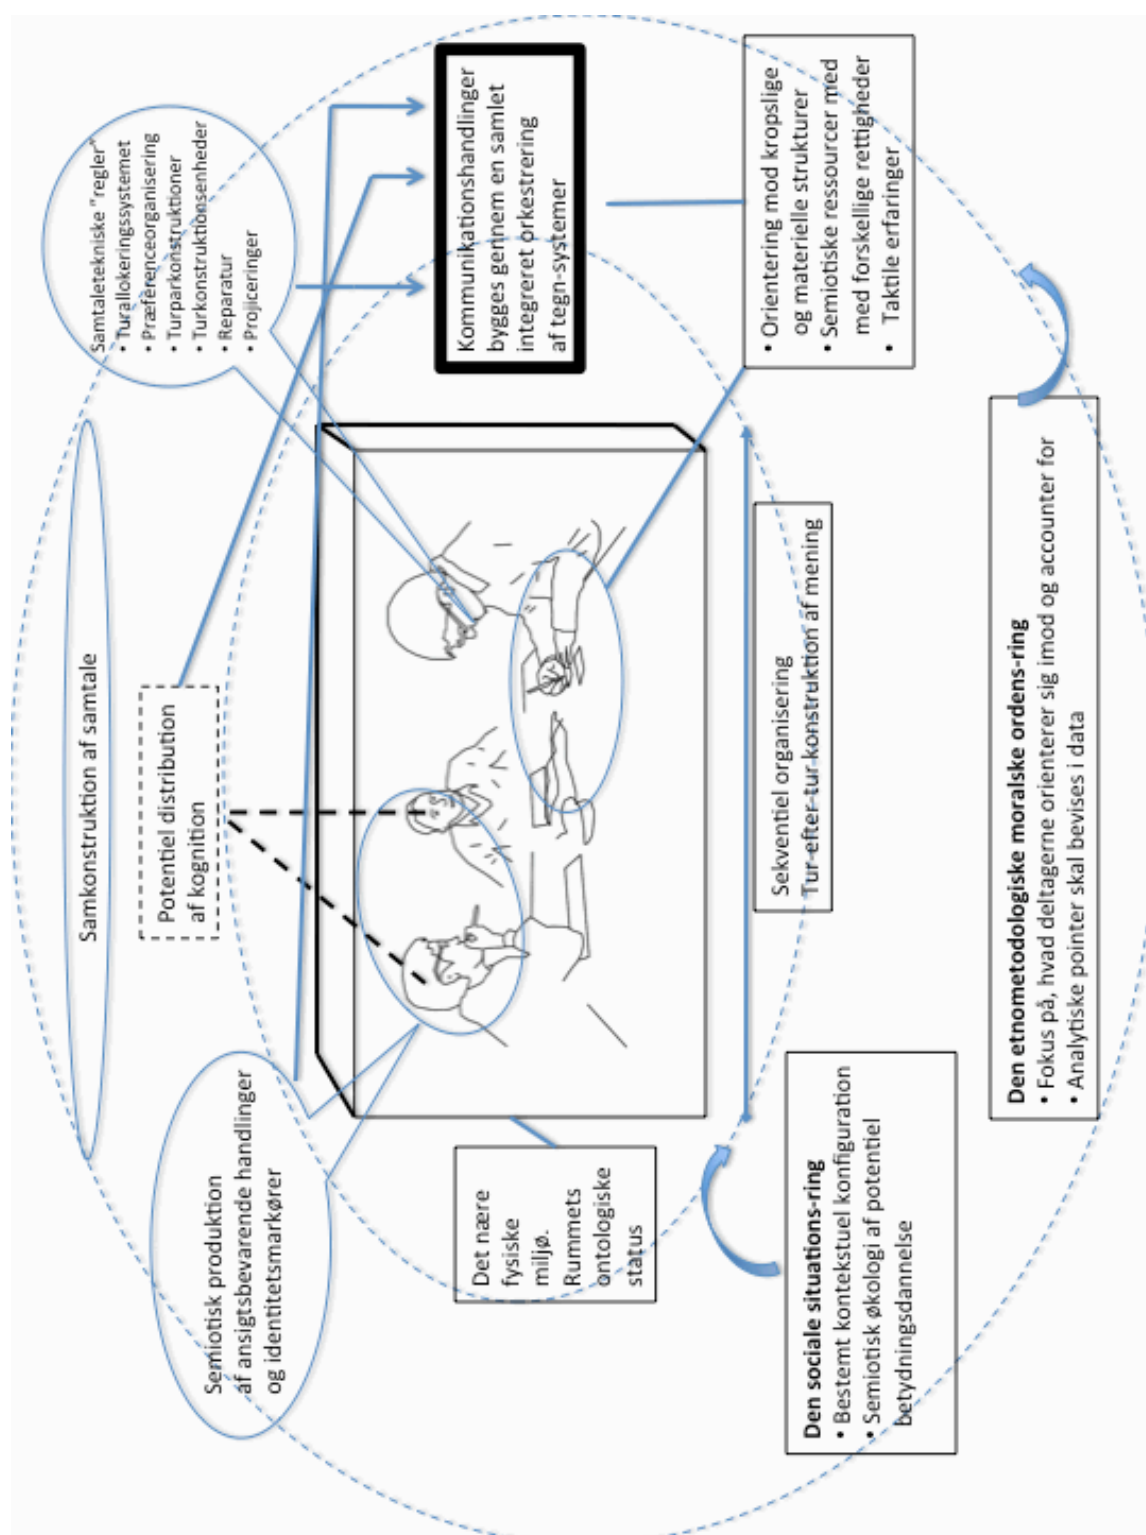 Samkonstruktion af samtale
Semiotisk produktion
af ansigtsbevarende handlinger
og identitetsmarkører
Potentiel distribution
af kognition
Samtaletekniske "regler"
• Turallokeringssystemet
• Præferenceorganisering
• Turparkonstruktioner
• Turkonstruktionsenheder
• Reparatur
• Projiceringer
Det nære
fysiske
miljø.
Rummets
ontologiske
status
Kommunikationshandlinger
bygges gennem en samlet
integreret orkestrering
af tegn-systemer
Sekventiel organisering
Tur-efter-tur-konstruktion af mening
• Orientering mod kropslige
og materielle strukturer
• Semiotiske ressourcer med
med forskellige rettigheder
• Taktile erfaringer
Den sociale situations-ring
• Bestemt kontekstuel konfiguration
• Semiotisk økologi af potentiel
betydningsdannelse
Den etnometodologiske moralske ordens-ring
• Fokus på, hvad deltagerne orienterer sig imod og accounter for
• Analytiske pointer skal bevises i data